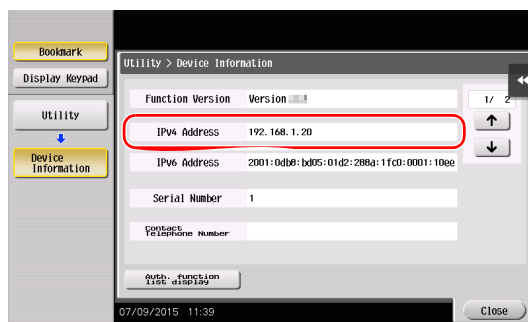 Bookmark
Display Keypad
Utility
Device
Information
Utility > Device Information
Function Version Version
IPv4 Address 192.168.1.20
IPv6 Address 2001:0db8:bd05:01d2:288a:1fc0:0001:10ee
Serial Number 1
Contact
Telephone Number
Auth. function
list display
1/ 2
07/09/2015 11:39
Close